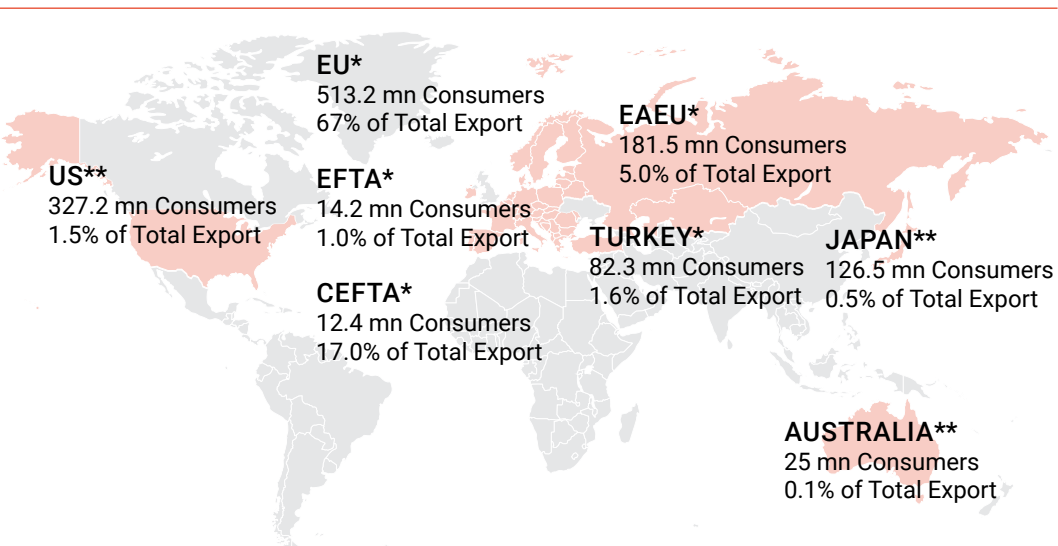 EU*
513.2 mn Consumers
67% of Total Export
EAEU*
181.5 mn Consumers
5.0% of Total Export
US**
327.2 mn Consumers
1.5% of Total Export
EFTA*
14.2 mn Consumers
1.0% of Total Export
TURKEY*
82.3 mn Consumers
1.6% of Total Export
JAPAN**
126.5 mn Consumers
0.5% of Total Export
CEFTA*
12.4 mn Consumers
17.0% of Total Export
AUSTRALIA**
25 mn Consumers
0.1% of Total Export